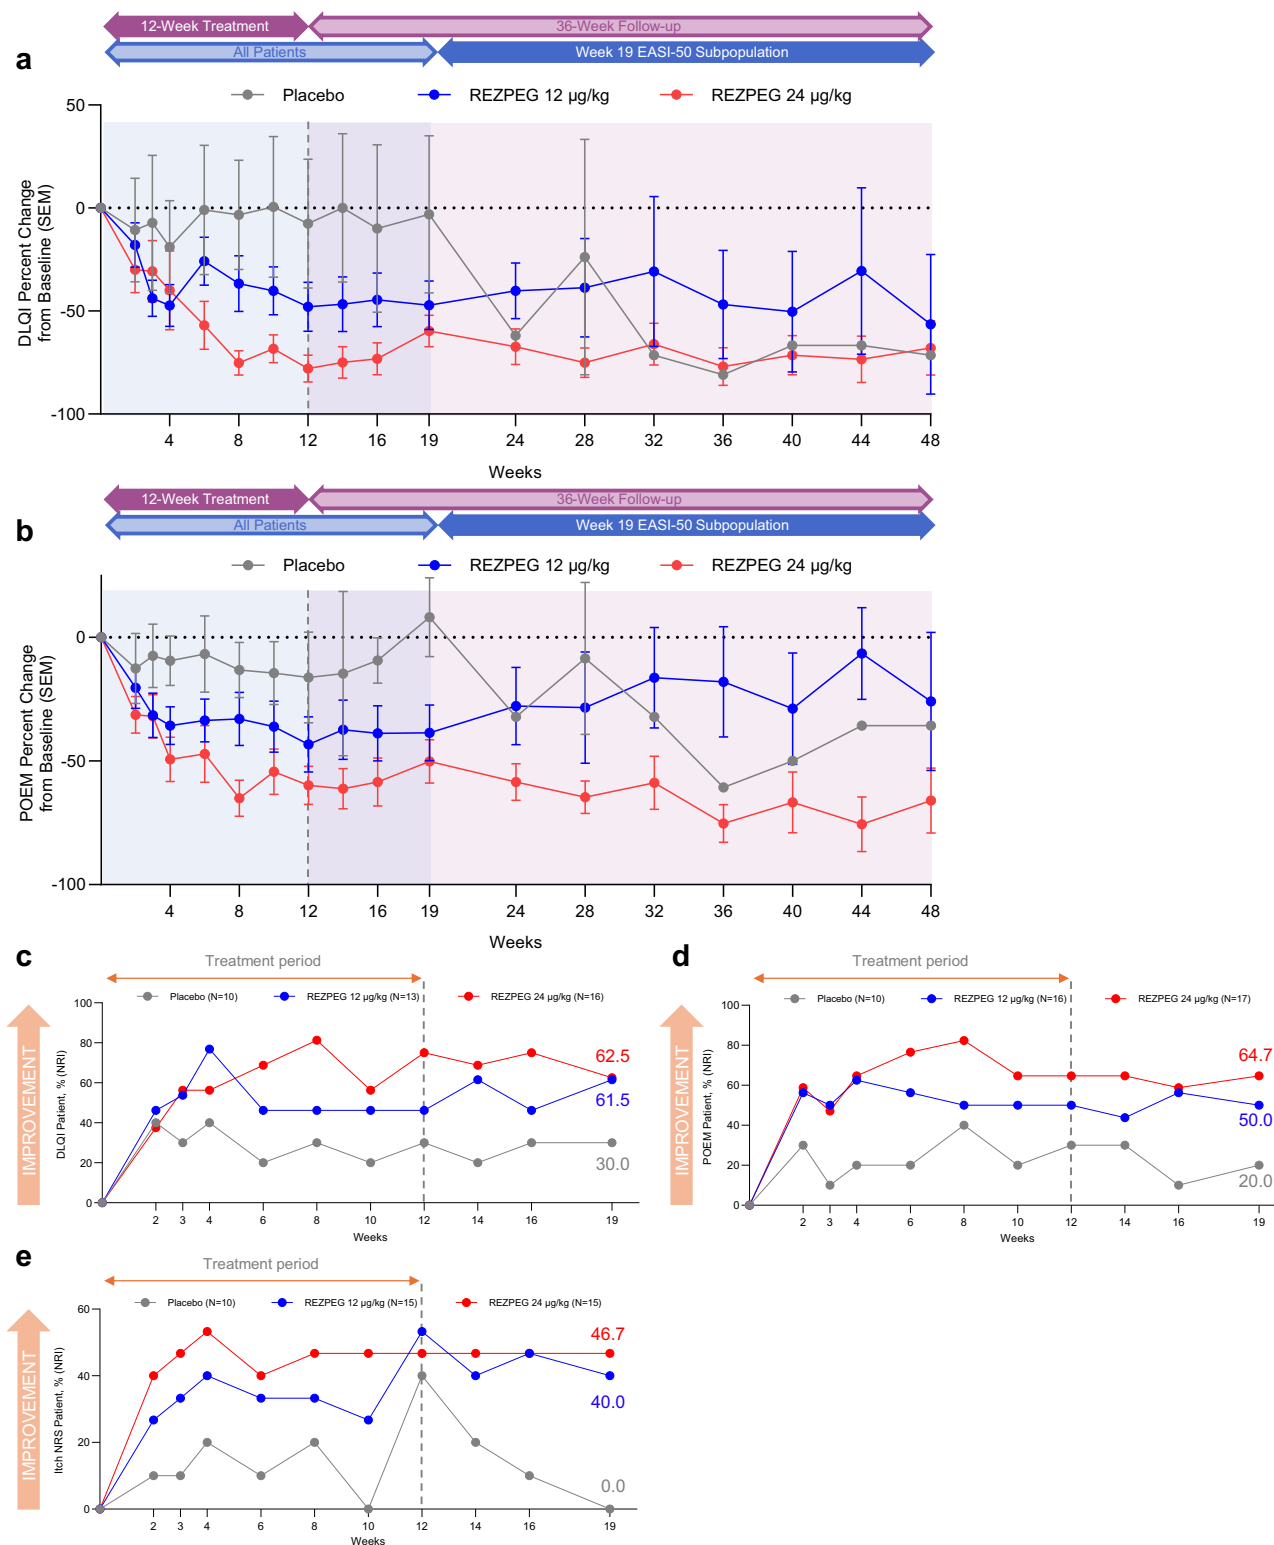 12-Week Treatment
36-Week Follow-up
All Patients
Week 19 EASI-50 Subpopulation
a
Placebo
REZPEG 12 µg/kg
REZPEG 24 µg/kg
DLQI Percent Change
from Baseline (SEM)
50
0
-50
-100
4 8 12 16 19 24 28 32 36 40 44 48
Weeks
12-Week Treatment
36-Week Follow-up
All Patients
Week 19 EASI-50 Subpopulation
b
Placebo
REZPEG 12 µg/kg
REZPEG 24 µg/kg
POEM Percent Change
from Baseline (SEM)
0
-50
-100
4 8 12 16 19 24 28 32 36 40 44 48
Weeks
c
Treatment period
Placebo (N=10)
REZPEG 12 µg/kg (N=13)
REZPEG 24 µg/kg (N=16)
IMPROVEMENT
DLQI Patient, % (NRI)
100
80
60
40
20
0
62.5
61.5
30.0
2 3 4 6 8 10 12 14 16 19
Weeks
d
Treatment period
Placebo (N=10)
REZPEG 12 µg/kg (N=16)
REZPEG 24 µg/kg (N=17)
IMPROVEMENT
POEM Patient, % (NRI)
100
80
60
40
20
0
64.7
50.0
20.0
2 3 4 6 8 10 12 14 16 19
Weeks
e
Treatment period
Placebo (N=10)
REZPEG 12 µg/kg (N=15)
REZPEG 24 µg/kg (N=15)
IMPROVEMENT
Itch NRS Patient, % (NRI)
60
40
20
0
46.7
40.0
0.0
2 3 4 6 8 10 12 14 16 19
Weeks